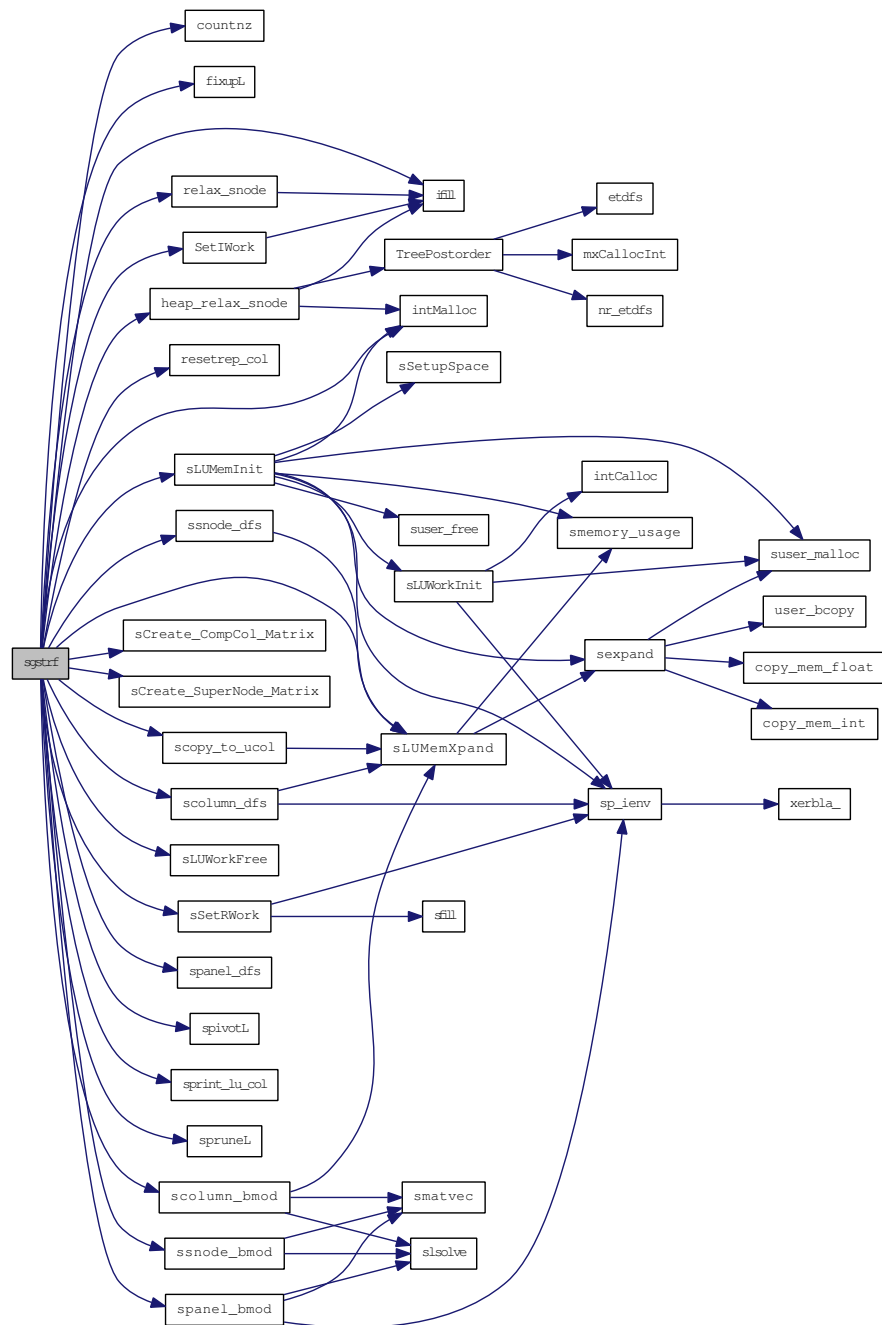 countnz
fixupL
relax_snode
ifill
etdfs
SetIWork
TreePostorder
mxCallocInt
heap_relax_snode
intMalloc
nr_etdfs
resetrep_col
sSetupSpace
sLUMemInit
intCalloc
ssnode_dfs
suser_free
smemory_usage
suser_malloc
sLUWorkInit
user_bcopy
sgstrf
sCreate_CompCol_Matrix
sexpand
copy_mem_float
sCreate_SuperNode_Matrix
copy_mem_int
scopy_to_ucol
sLUMemXpand
scolumn_dfs
sp_ienv
xerbla_
sLUWorkFree
sSetRWork
sfill
spanel_dfs
spivotL
sprint_lu_col
spruneL
scolumn_bmod
smatvec
ssnode_bmod
slsolve
spanel_bmod